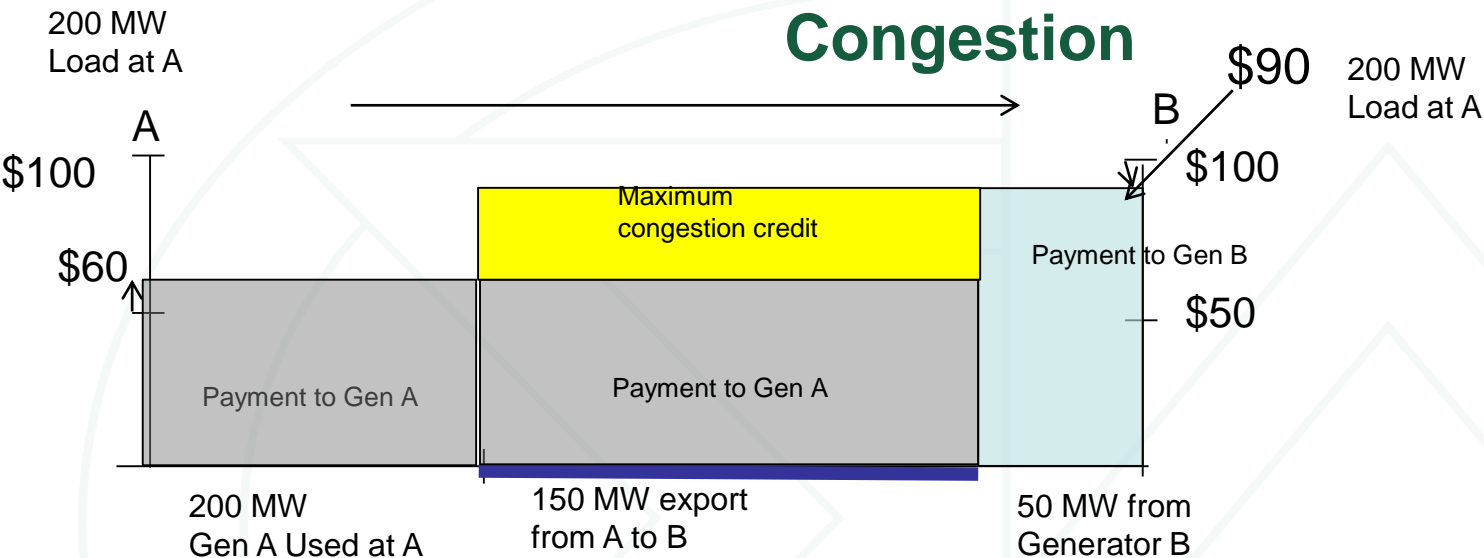 200 MW
Load at A
Congestion
$90
200 MW
Load at A
A
B
$100
$100
Maximum
congestion credit
$60
Payment to Gen B
$50
Payment to Gen A
Payment to Gen A
200 MW
Gen A Used at A
150 MW export
from A to B
50 MW from
Generator B